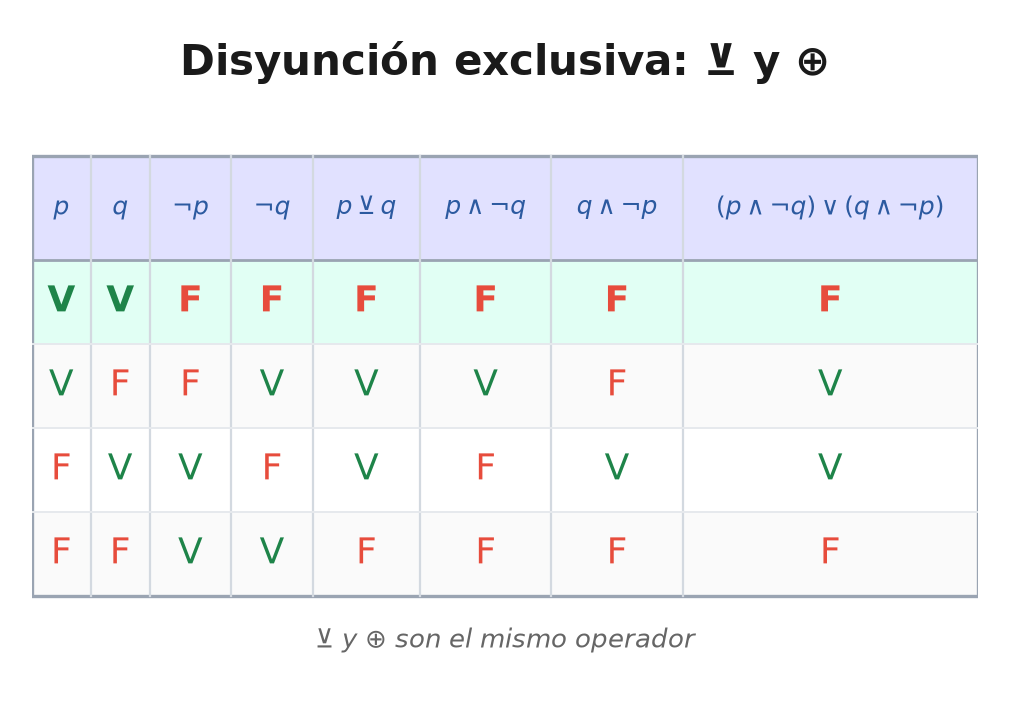 Disyunción exclusiva: ⊻ y ⊕
p q ¬p ¬q p ⊻ q p ∧ ¬q q ∧ ¬p (p ∧ ¬q) ∨ (q ∧ ¬p)
V V F F F F F F
V F F V V V F V
F V V F V F V V
F F V V F F F F
⊻ y ⊕ son el mismo operador